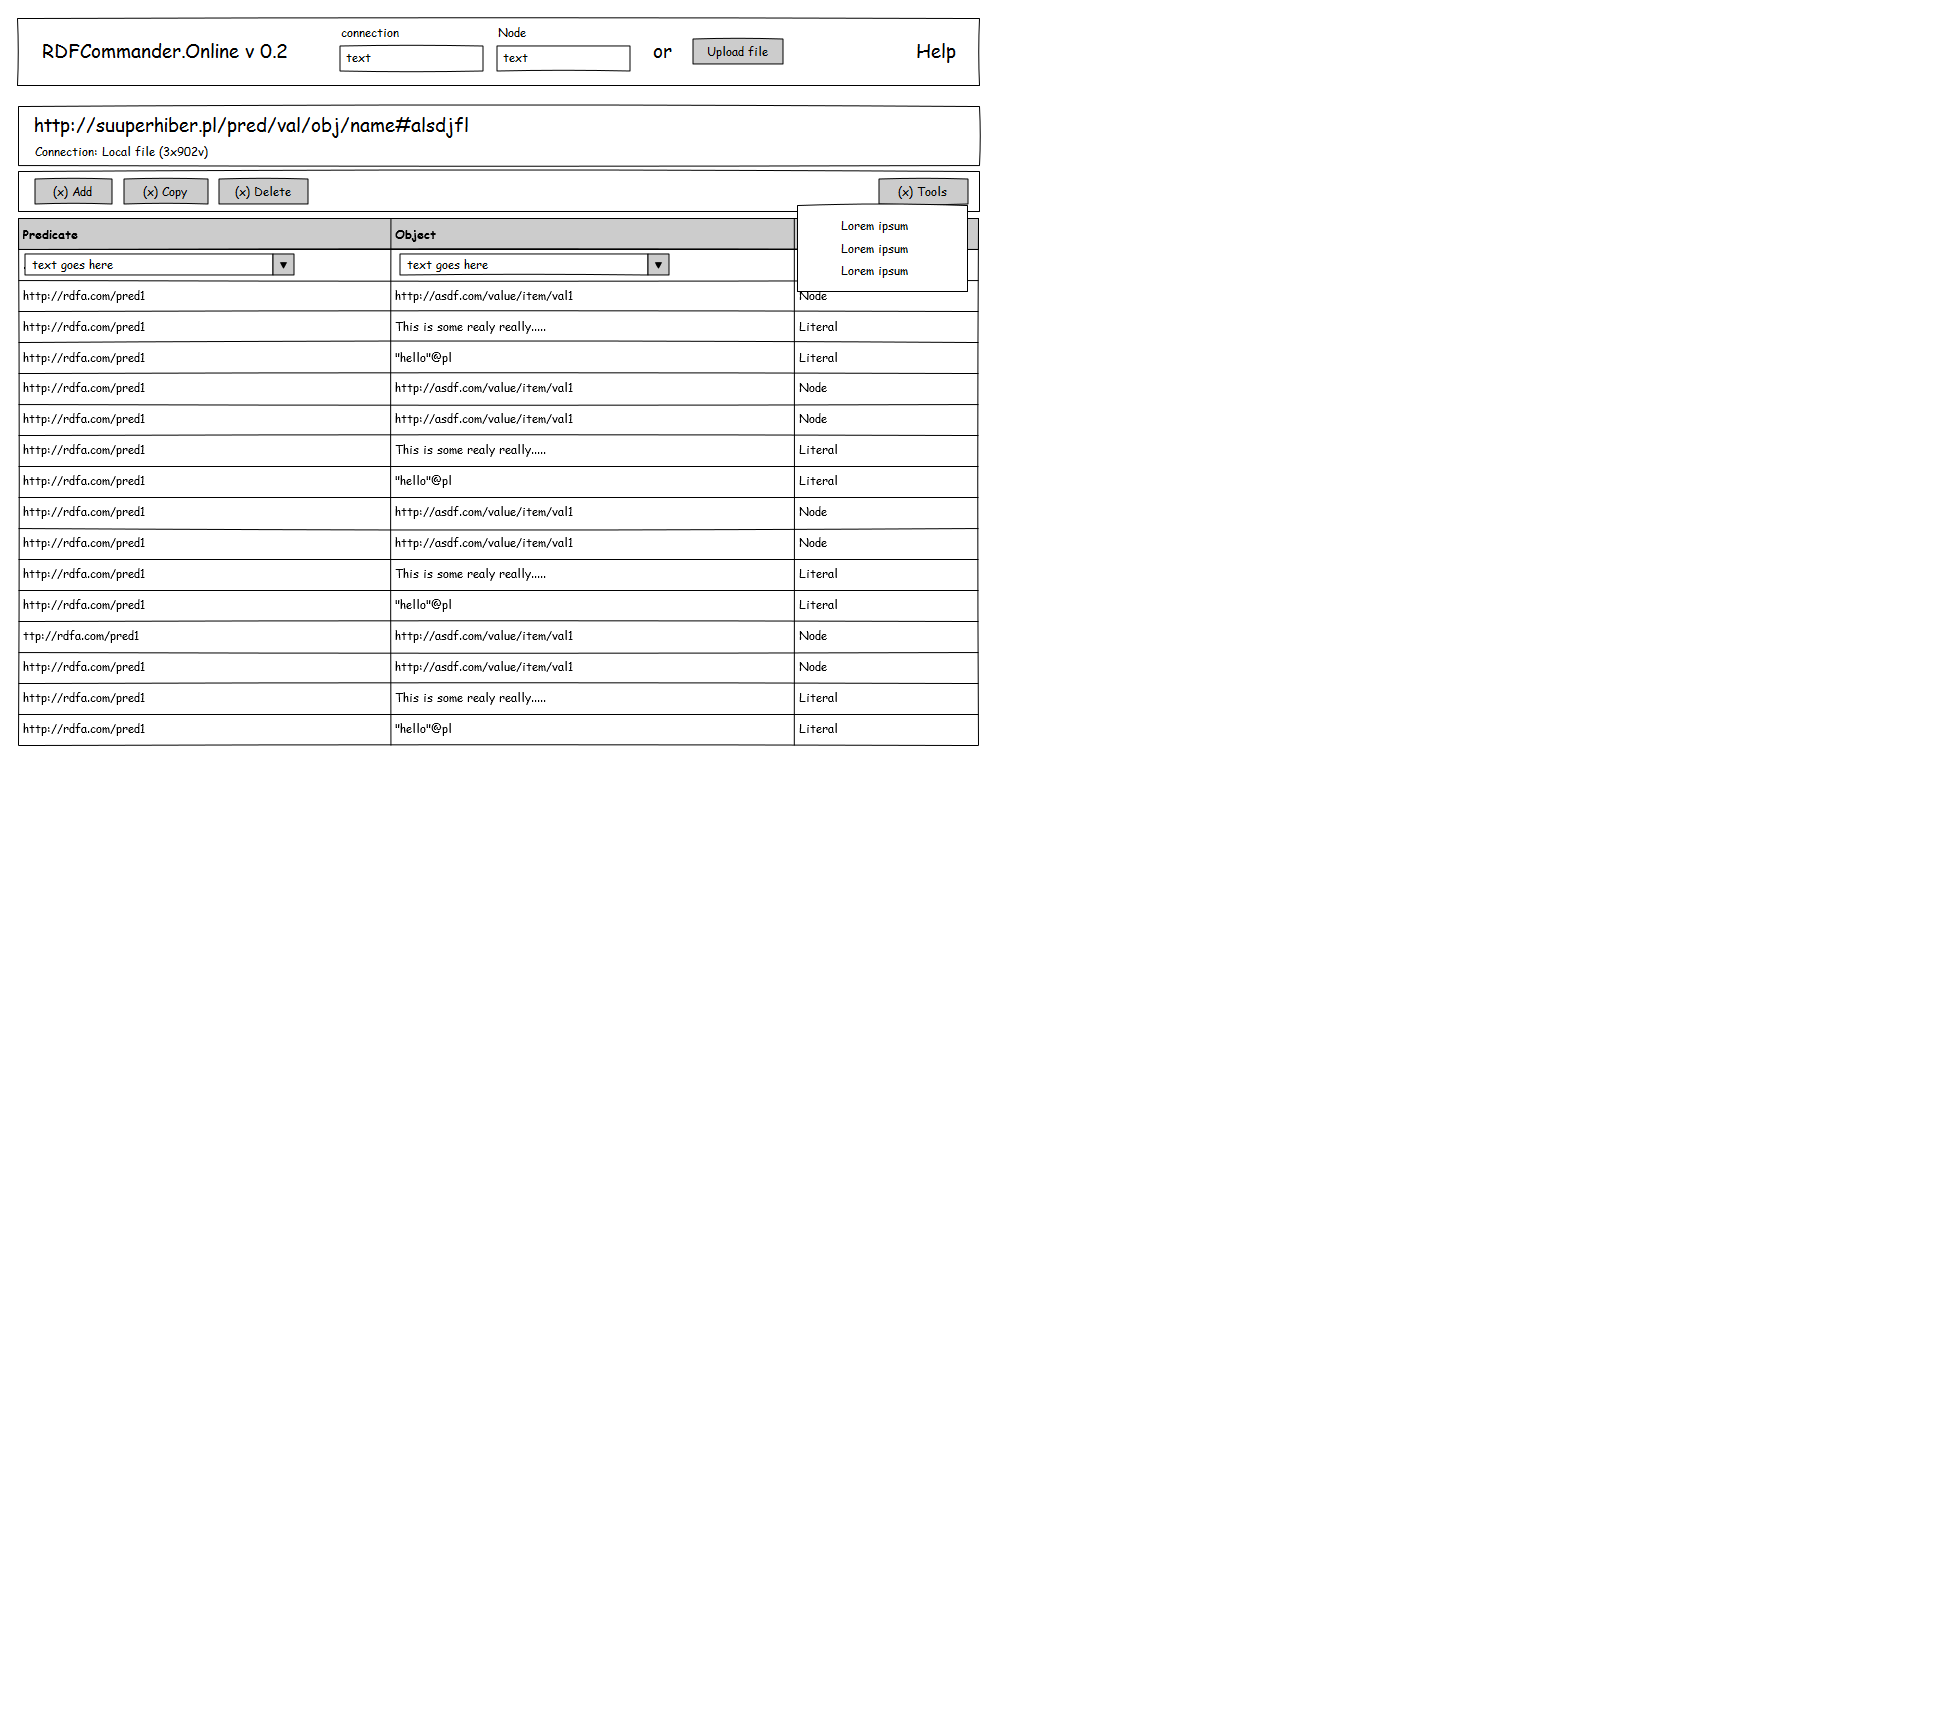 connection Node
RDFCommander.Online v 0.2 text text or Upload file Help
http://suuperhiber.pl/pred/val/obj/name#alsdjfl
Connection: Local file (3x902v)
(x) Add (x) Copy (x) Delete (x) Tools
Lorem ipsum
Predicate Object
Lorem ipsum
text goes here ▼ text goes here ▼
Lorem ipsum
http://rdfa.com/pred1 http://asdf.com/value/item/val1 Node
http://rdfa.com/pred1 This is some realy really..... Literal
http://rdfa.com/pred1 "hello"@pl Literal
http://rdfa.com/pred1 http://asdf.com/value/item/val1 Node
http://rdfa.com/pred1 http://asdf.com/value/item/val1 Node
http://rdfa.com/pred1 This is some realy really..... Literal
http://rdfa.com/pred1 "hello"@pl Literal
http://rdfa.com/pred1 http://asdf.com/value/item/val1 Node
http://rdfa.com/pred1 http://asdf.com/value/item/val1 Node
http://rdfa.com/pred1 This is some realy really..... Literal
http://rdfa.com/pred1 "hello"@pl Literal
ttp://rdfa.com/pred1 http://asdf.com/value/item/val1 Node
http://rdfa.com/pred1 http://asdf.com/value/item/val1 Node
http://rdfa.com/pred1 This is some realy really..... Literal
http://rdfa.com/pred1 "hello"@pl Literal